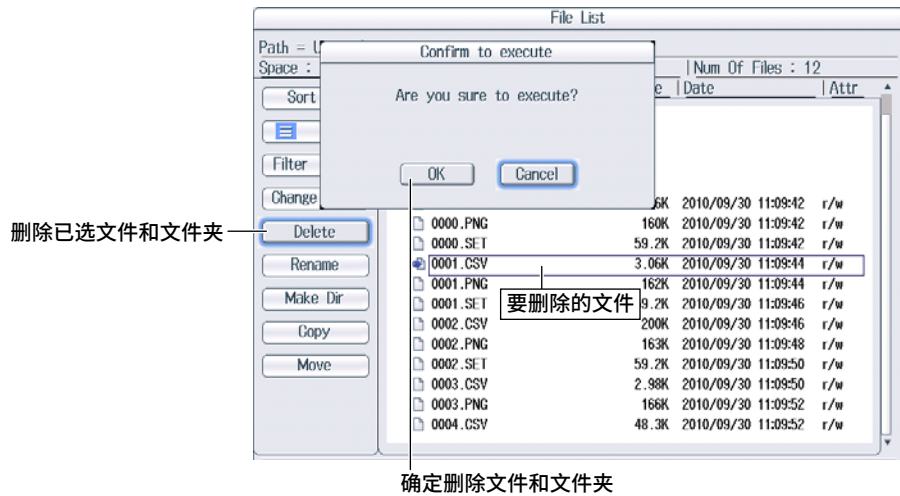 File List
Path = U
Confirm to execute
Space :
Num Of Files : 12
Are you sure to execute?
e Date Attr
Sort
Filter
OK Cancel
Change
6K 2010/09/30 11:09:42 r/w
0000.PNG 160K 2010/09/30 11:09:42 r/w
删除已选文件和文件夹
Delete
0000.SET 59.2K 2010/09/30 11:09:42 r/w
Rename
0001.CSV 3.06K 2010/09/30 11:09:44 r/w
0001.PNG 162K 2010/09/30 11:09:44 r/w
要删除的文件
Make Dir
0001.SET 9.2K 2010/09/30 11:09:46 r/w
0002.CSV 200K 2010/09/30 11:09:46 r/w
Copy
0002.PNG 163K 2010/09/30 11:09:48 r/w
Move
0002.SET 59.2K 2010/09/30 11:09:50 r/w
0003.CSV 2.98K 2010/09/30 11:09:50 r/w
0003.PNG 166K 2010/09/30 11:09:52 r/w
0004.CSV 48.3K 2010/09/30 11:09:52 r/w
确定删除文件和文件夹